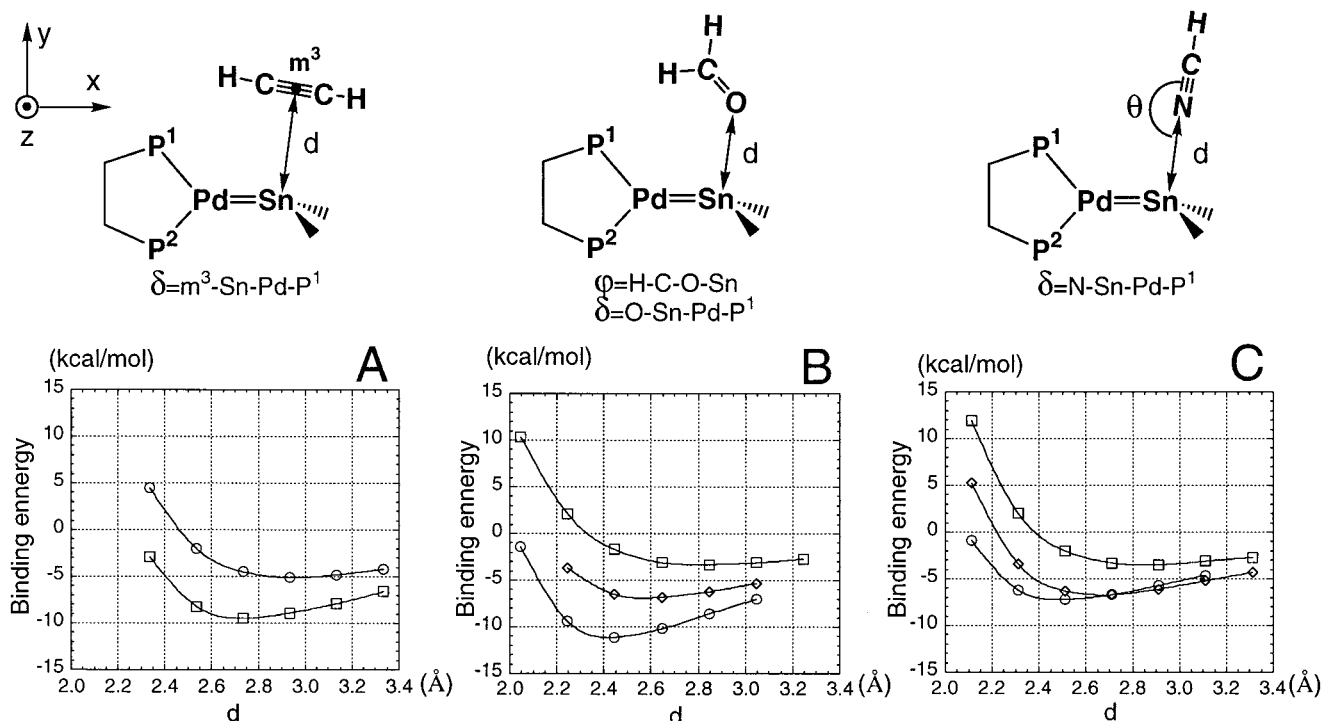 y
x
z
H-C≡C-H
m³
d
P¹
Pd=Sn
P²
δ=m³-Sn-Pd-P¹
H
H-C
O
d
P¹
Pd=Sn
P²
φ=H-C-O-Sn
δ=O-Sn-Pd-P¹
H
C
θ
N
d
P¹
Pd=Sn
P²
δ=N-Sn-Pd-P¹
(kcal/mol)
A
Binding ennergy
15
10
5
0
-5
-10
-15
2.0 2.2 2.4 2.6 2.8 3.0 3.2 3.4 (Å)
d
(kcal/mol)
B
Binding ennergy
15
10
5
0
-5
-10
-15
2.0 2.2 2.4 2.6 2.8 3.0 3.2 3.4 (Å)
d
(kcal/mol)
C
Binding ennergy
15
10
5
0
-5
-10
-15
2.0 2.2 2.4 2.6 2.8 3.0 3.2 3.4 (Å)
d